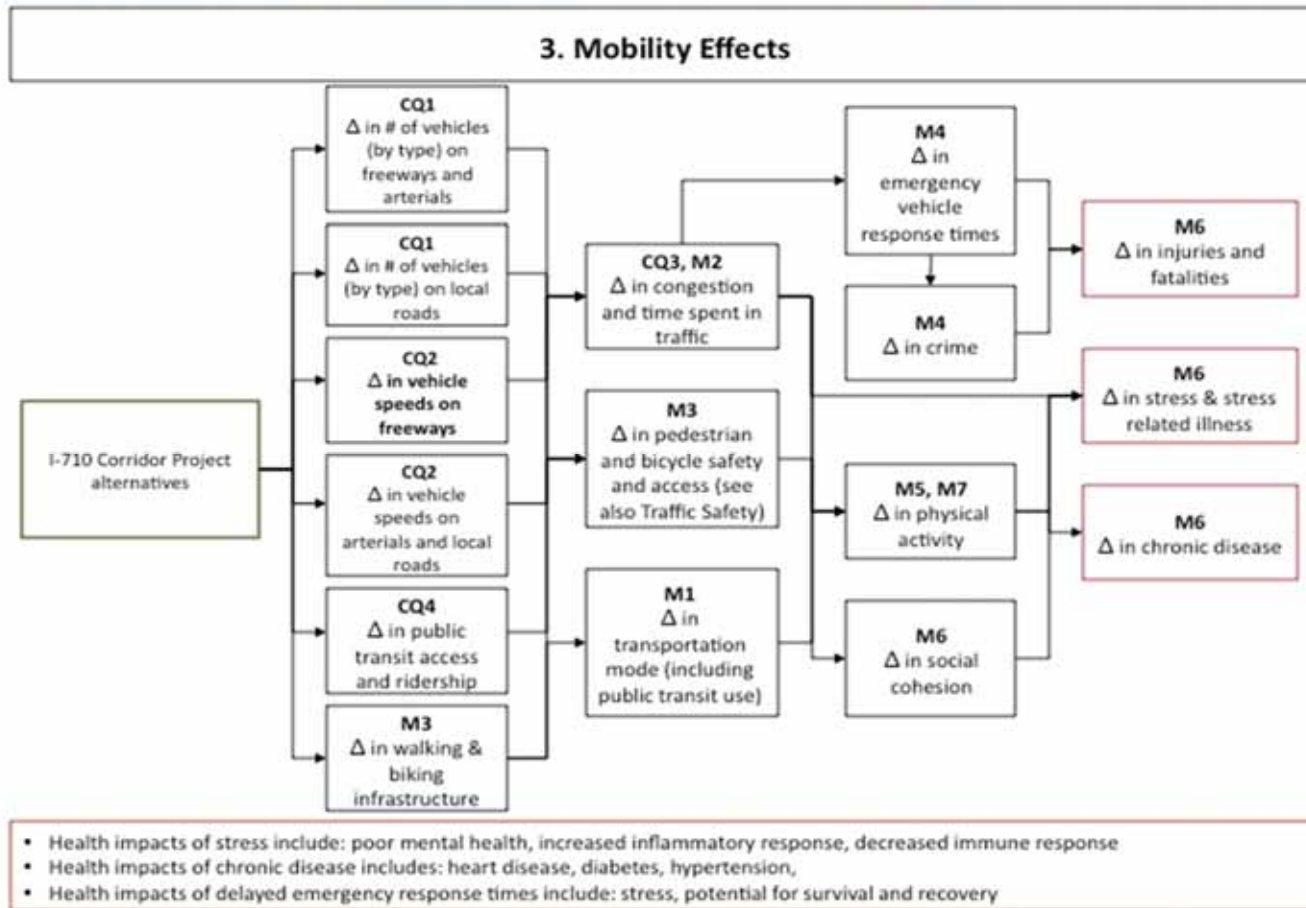 3. Mobility Effects
CQ1
Δ in # of vehicles
(by type) on
freeways and
arterials
CQ1
Δ in # of vehicles
(by type) on local
roads
CQ2
Δ in vehicle
speeds on
freeways
CQ2
Δ in vehicle
speeds on
arterials and local
roads
CQ4
Δ in public
transit access
and ridership
M3
Δ in walking &
biking
infrastructure
I-710 Corridor Project
alternatives
CQ3, M2
Δ in congestion
and time spent in
traffic
M3
Δ in pedestrian
and bicycle safety
and access (see
also Traffic Safety)
M1
Δ in
transportation
mode (including
public transit use)
M4
Δ in
emergency
vehicle
response times
M4
Δ in crime
M5, M7
Δ in physical
activity
M6
Δ in social
cohesion
M6
Δ in injuries and
fatalities
M6
Δ in stress & stress
related illness
M6
Δ in chronic disease
• Health impacts of stress include: poor mental health, increased inflammatory response, decreased immune response
• Health impacts of chronic disease includes: heart disease, diabetes, hypertension,
• Health impacts of delayed emergency response times include: stress, potential for survival and recovery